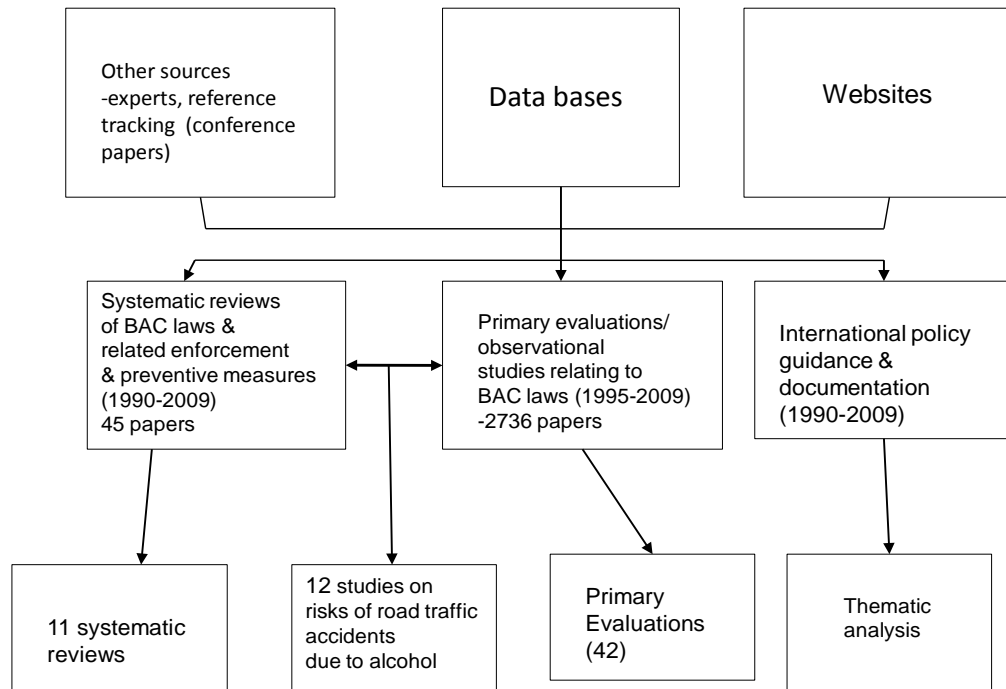 Other sources
-experts, reference
tracking (conference
papers)
Data bases
Websites
Systematic reviews
of BAC laws &
related enforcement
& preventive measures
(1990-2009)
45 papers
Primary evaluations/
observational
studies relating to
BAC laws (1995-2009)
-2736 papers
International policy
guidance &
documentation
(1990-2009)
11 systematic
reviews
12 studies on
risks of road traffic
accidents
due to alcohol
Primary
Evaluations
(42)
Thematic
analysis